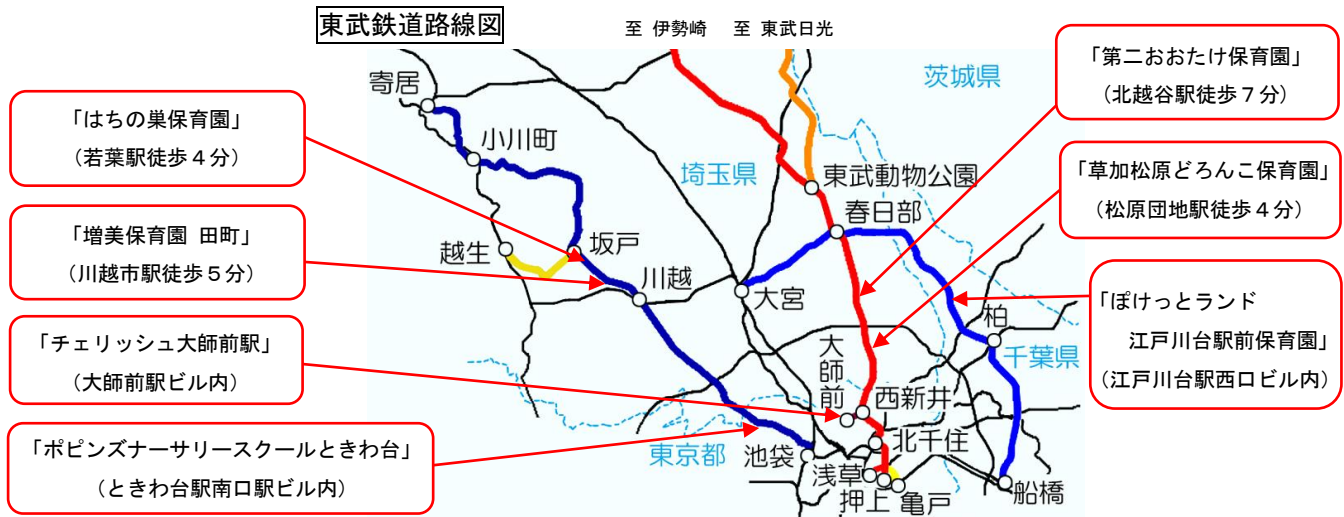 東武鉄道路線図
至 伊勢崎
至 東武日光
「はちの巣保育園」
(若葉駅徒歩４分)
「増美保育園 田町」
(川越市駅徒歩５分)
「チェリッシュ大師前駅」
(大師前駅ビル内)
「ポピンズナーサリースクールときわ台」
(ときわ台駅南口駅ビル内)
寄居
小川町
越生
坂戸
川越
埼玉県
茨城県
東武動物公園
春日部
大宮
柏
千葉県
大師前
西新井
北千住
東京都
池袋
浅草
押上
亀戸
船橋
「第二おおたけ保育園」
(北越谷駅徒歩７分)
「草加松原どろんこ保育園」
(松原団地駅徒歩４分)
「ぽけっとランド
江戸川台駅前保育園」
(江戸川台駅西口ビル内)